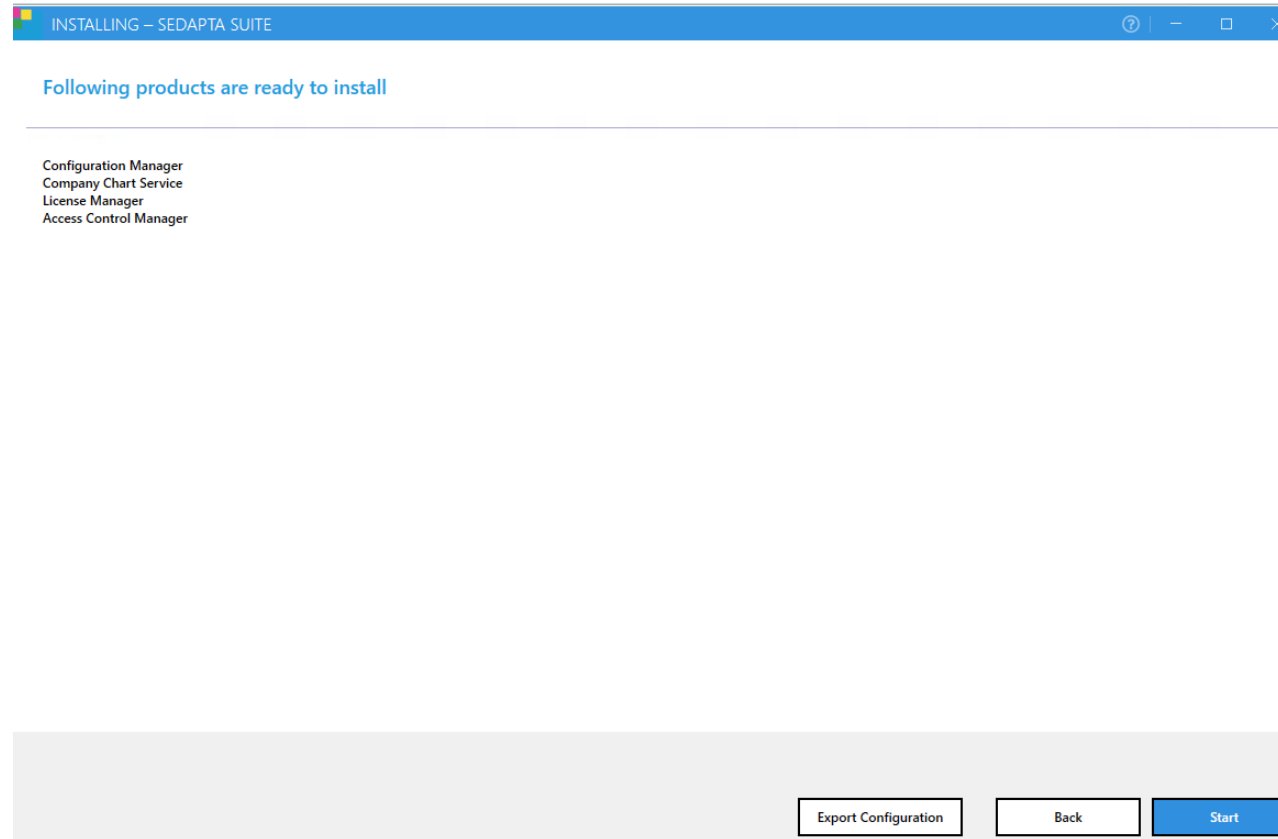 INSTALLING – SEDAPTA SUITE
Following products are ready to install
Configuration Manager
Company Chart Service
License Manager
Access Control Manager
Export Configuration
Back
Start